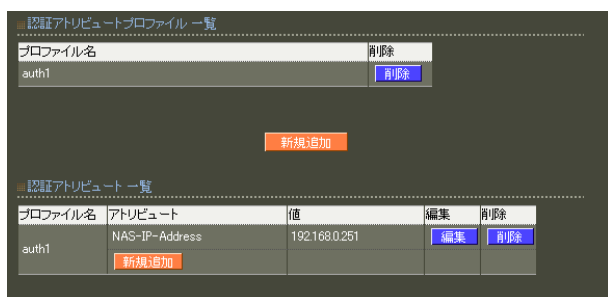 認証アトリビュートプロファイル 一覧
プロファイル名 削除
auth1 削除
新規追加
認証アトリビュート 一覧
プロファイル名 アトリビュート 値 編集 削除
auth1 NAS-IP-Address 192.168.0.251 編集 削除
新規追加